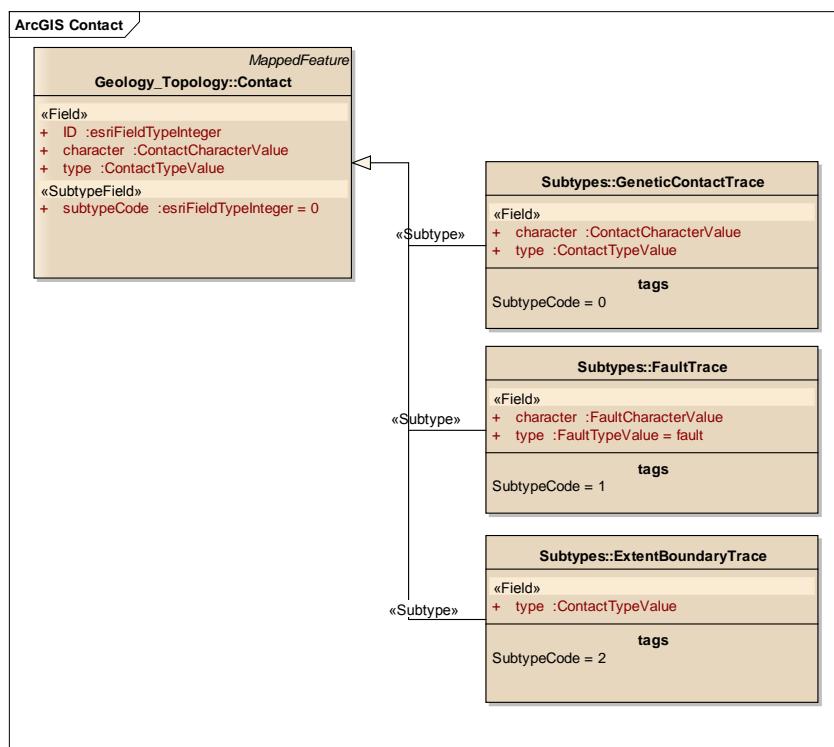 ArcGIS Contact
MappedFeature
Geology_Topology::Contact
«Field»
+ ID :esriFieldTypeInteger
+ character :ContactCharacterValue
+ type :ContactTypeValue
«SubtypeField»
+ subtypeCode :esriFieldTypeInteger = 0
«Subtype»
Subtypes::GeneticContactTrace
«Field»
+ character :ContactCharacterValue
+ type :ContactTypeValue
tags
SubtypeCode = 0
«Subtype»
Subtypes::FaultTrace
«Field»
+ character :FaultCharacterValue
+ type :FaultTypeValue = fault
tags
SubtypeCode = 1
«Subtype»
Subtypes::ExtentBoundaryTrace
«Field»
+ type :ContactTypeValue
tags
SubtypeCode = 2